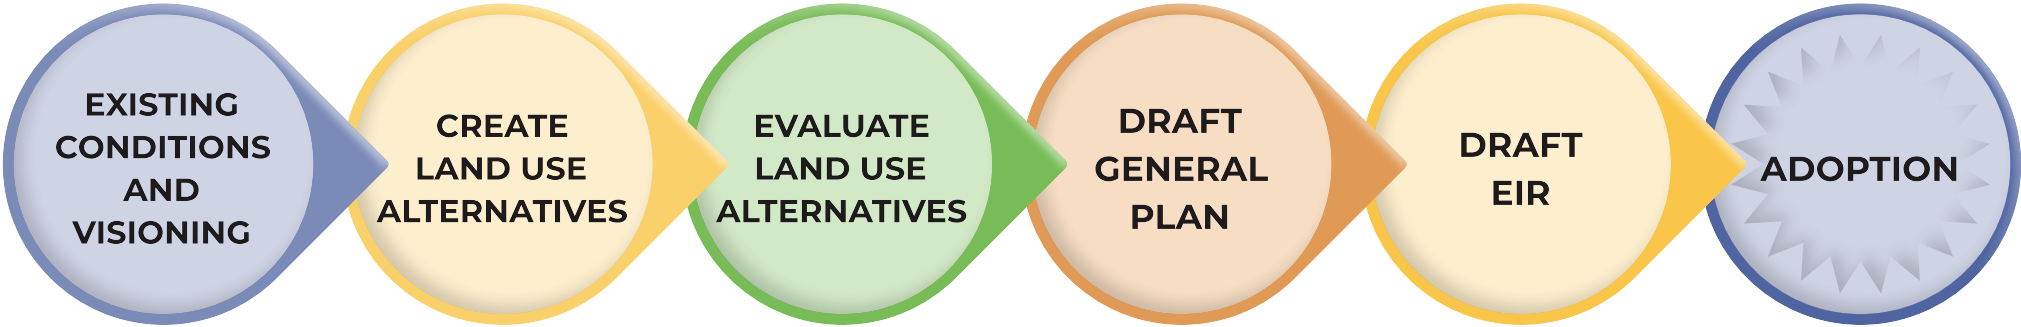 EXISTING
CONDITIONS
AND
VISIONING
CREATE
LAND USE
ALTERNATIVES
EVALUATE
LAND USE
ALTERNATIVES
DRAFT
GENERAL
PLAN
DRAFT
EIR
ADOPTION